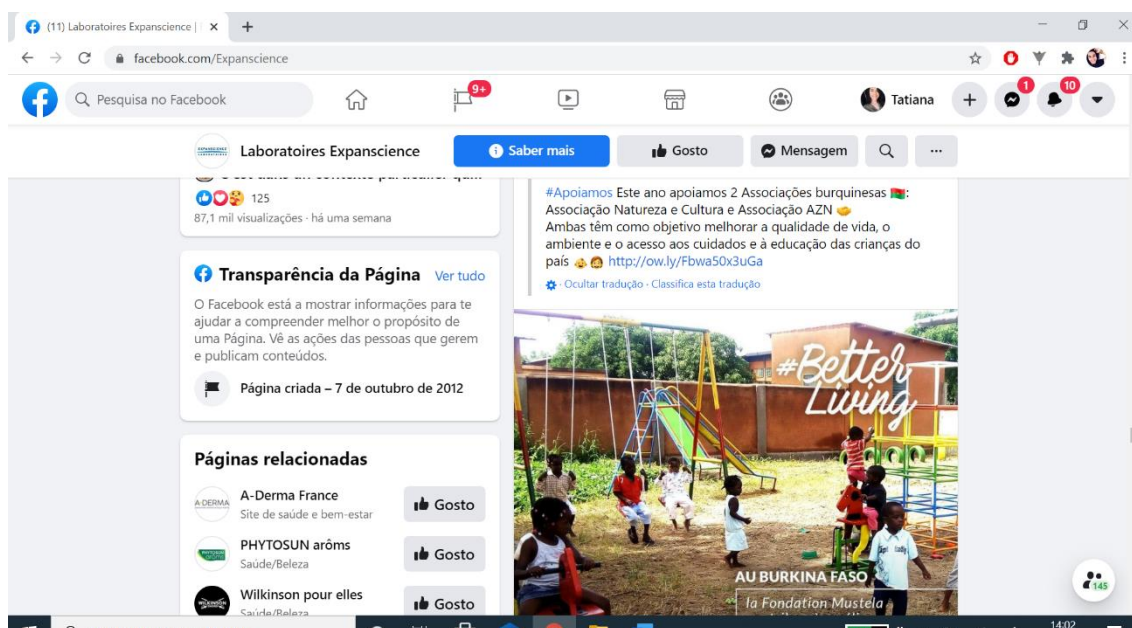 (11) Laboratoires Expanscience |
facebook.com/Expanscience
Pesquisa no Facebook
9+
Tatiana
1
10
Laboratoires Expanscience
Saber mais
Gosto
Mensagem
125
87,1 mil visualizações · há uma semana
Transparência da Página Ver tudo
O Facebook está a mostrar informações para te
ajudar a compreender melhor o propósito de
uma Página. Vê as ações das pessoas que gerem
e publicam conteúdos.
Página criada – 7 de outubro de 2012
Páginas relacionadas
A-DERMA
A-Derma France
Site de saúde e bem-estar
Gosto
PHYTOSUN arôms
Saúde/Beleza
Gosto
Wilkinson pour elles
Saúde/Beleza
Gosto
#Apoiamos Este ano apoiamos 2 Associações burquinesas 🇧🇫:
Associação Natureza e Cultura e Associação AZN 🤝
Ambas têm como objetivo melhorar a qualidade de vida, o
ambiente e o acesso aos cuidados e à educação das crianças do
país http://ow.ly/Fbwa50x3uGa
· Ocultar tradução · Classifica esta tradução
#Better
Living
AU BURKINA FASO
la Fondation Mustela
145
14:02